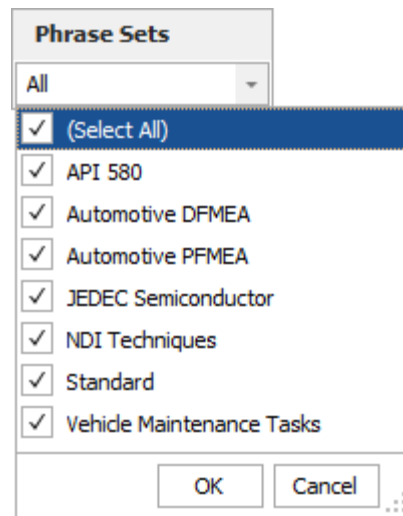 Phrase Sets
All
(Select All)
API 580
Automotive DFMEA
Automotive PFMEA
JEDEC Semiconductor
NDI Techniques
Standard
Vehicle Maintenance Tasks
OK Cancel